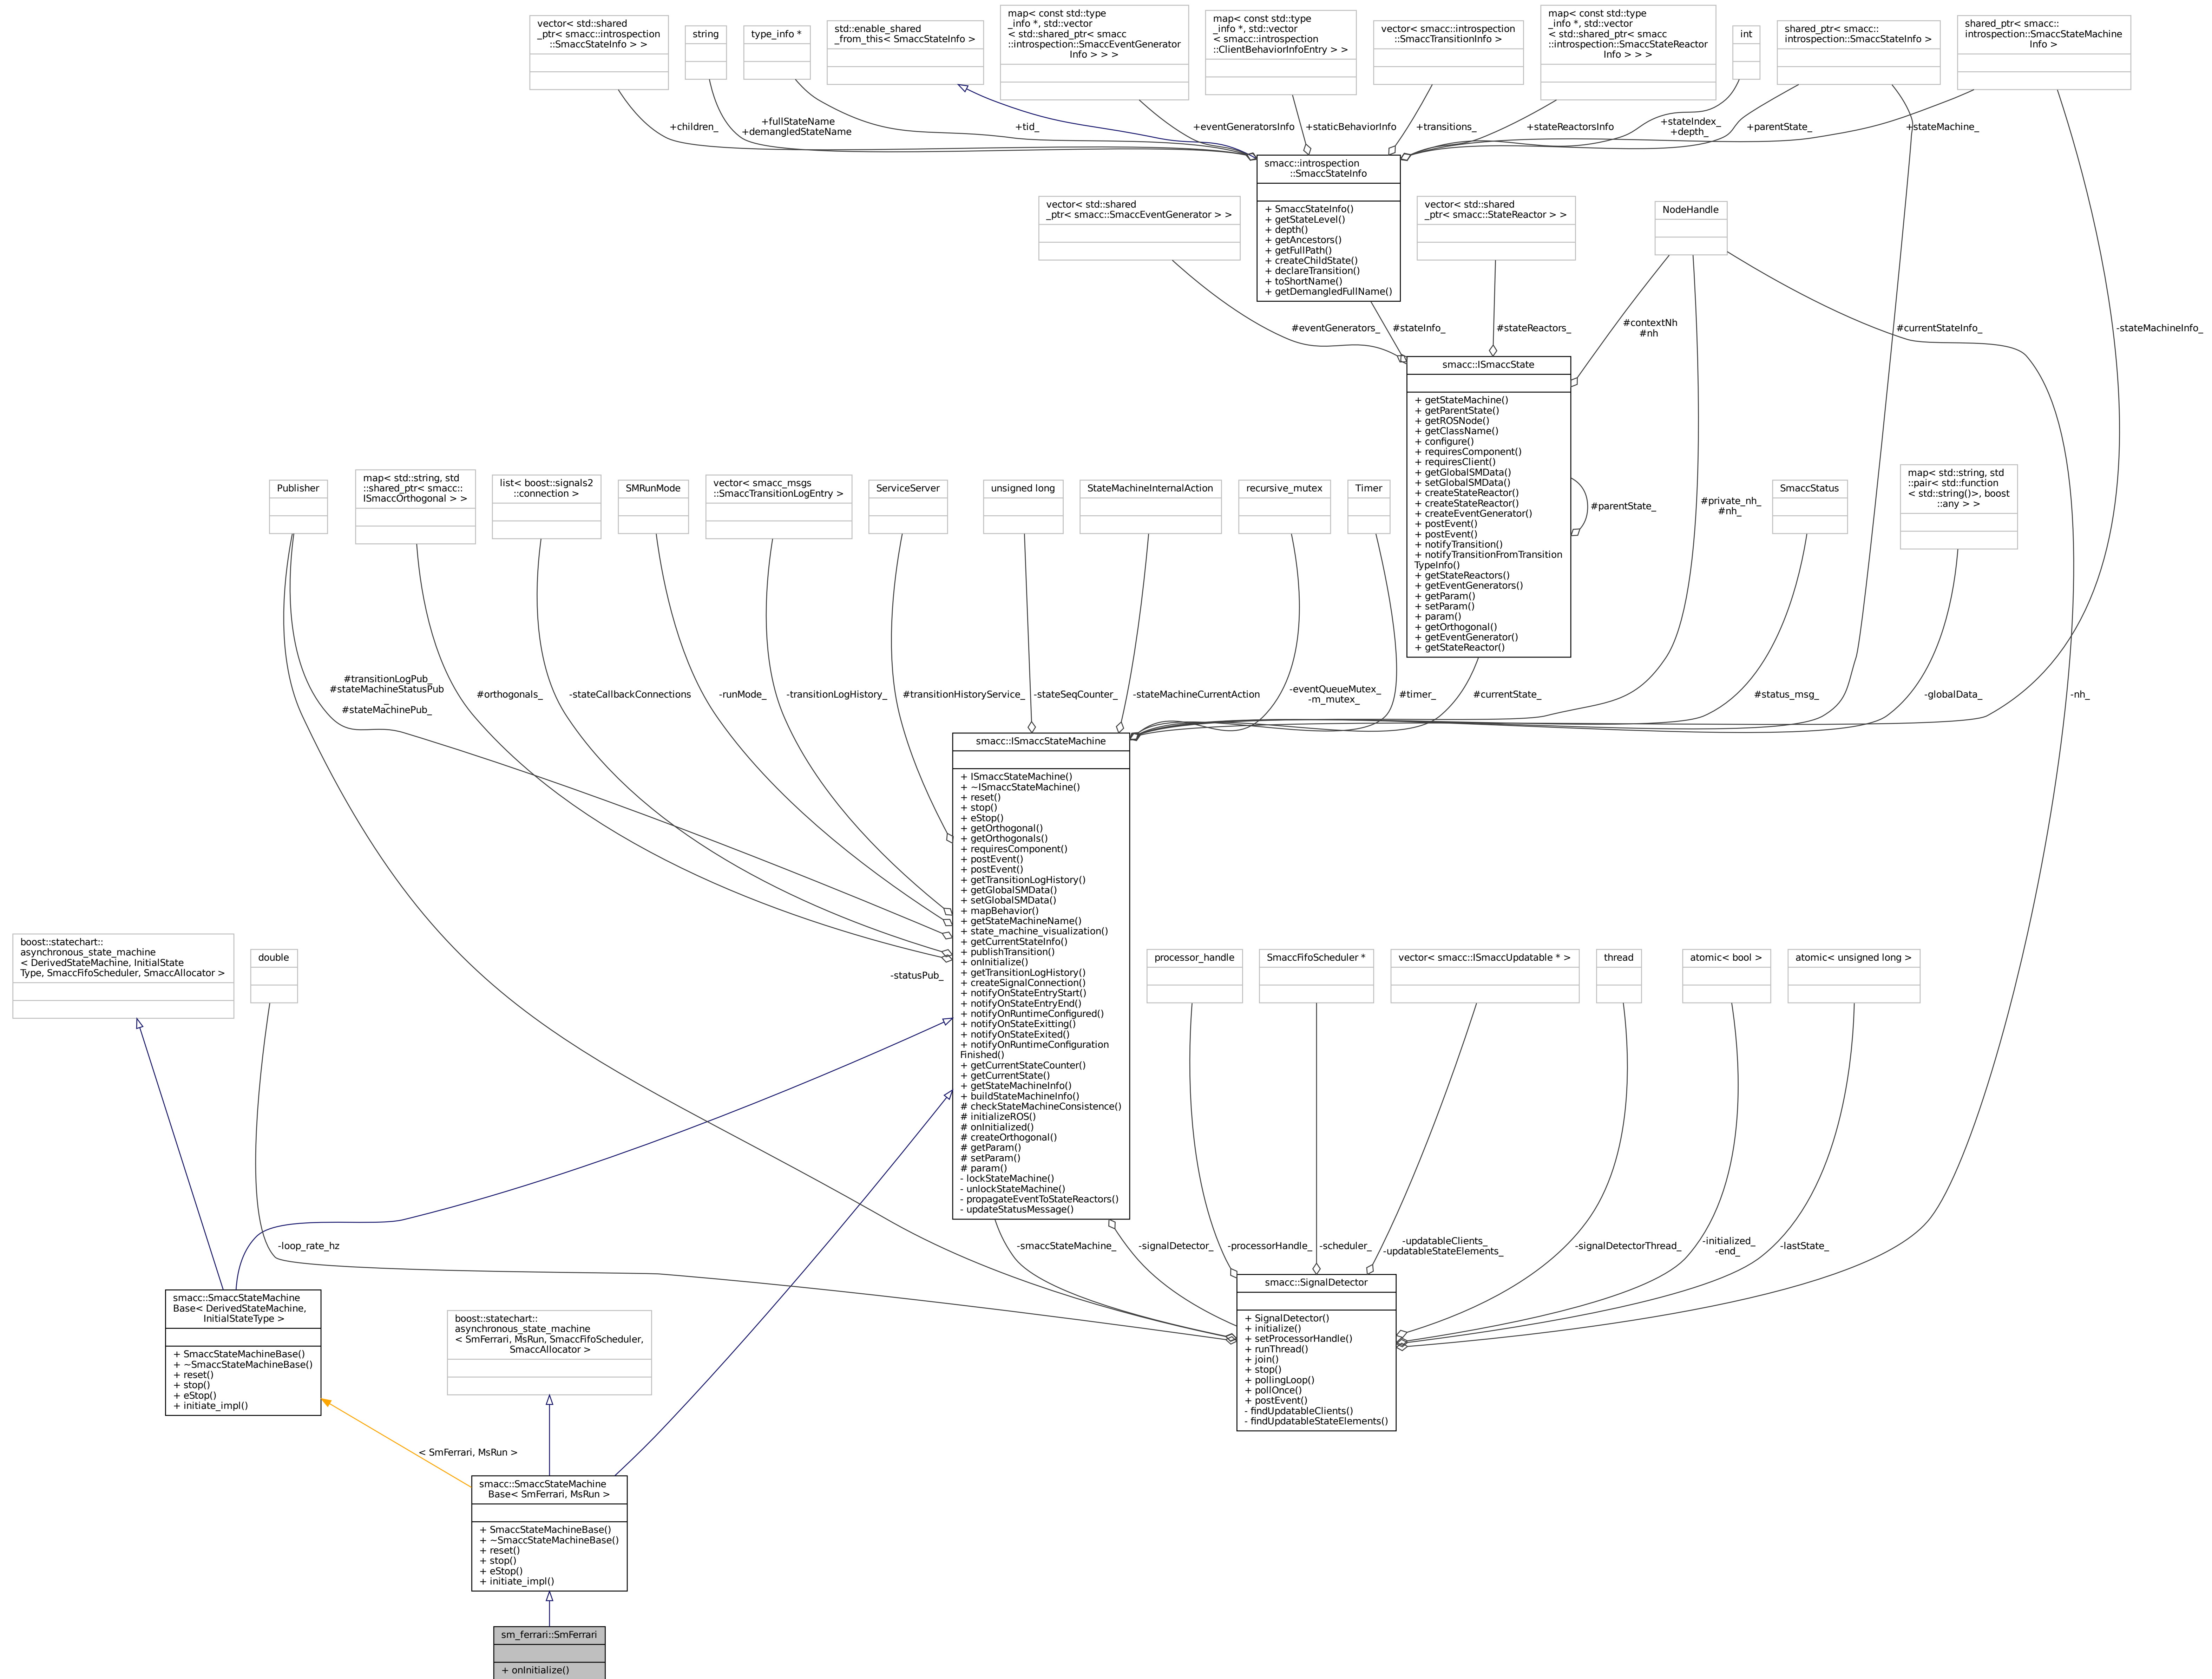 vector< std::shared
_ptr< smacc::introspection
::SmaccStateInfo > >
string
type_info *
std::enable_shared
_from_this< SmaccStateInfo >
map< const std::type
_info *, std::vector
< std::shared_ptr< smacc
::introspection::SmaccEventGenerator
Info > > >
map< const std::type
_info *, std::vector
< smacc::introspection
::ClientBehaviorInfoEntry > >
vector< smacc::introspection
::SmaccTransitionInfo >
map< const std::type
_info *, std::vector
< std::shared_ptr< smacc
::introspection::SmaccStateReactor
Info > > >
int
shared_ptr< smacc::
introspection::SmaccStateInfo >
shared_ptr< smacc::
introspection::SmaccStateMachine
Info >
+children_
+fullStateName
+demangledStateName
+tid_
+eventGeneratorsInfo
+staticBehaviorInfo
+transitions_
+stateReactorsInfo
+stateIndex_
+depth_
+parentState_
+stateMachine_
smacc::introspection
::SmaccStateInfo
+ SmaccStateInfo()
+ getStateLevel()
+ depth()
+ getAncestors()
+ getFullPath()
+ createChildState()
+ declareTransition()
+ toShortName()
+ getDemangledFullName()
vector< std::shared
_ptr< smacc::SmaccEventGenerator > >
vector< std::shared
_ptr< smacc::StateReactor > >
NodeHandle
#eventGenerators_
#stateInfo_
#stateReactors_
#contextNh
#nh
#currentStateInfo_
-stateMachineInfo_
smacc::ISmaccState
+ getStateMachine()
+ getParentState()
+ getROSNode()
+ getClassName()
+ configure()
+ requiresComponent()
+ requiresClient()
+ getGlobalSMData()
+ setGlobalSMData()
+ createStateReactor()
+ createStateReactor()
+ createEventGenerator()
+ postEvent()
+ postEvent()
+ notifyTransition()
+ notifyTransitionFromTransition
TypeInfo()
+ getStateReactors()
+ getEventGenerators()
+ getParam()
+ setParam()
+ param()
+ getOrthogonal()
+ getEventGenerator()
+ getStateReactor()
#parentState_
#private_nh_
#nh_
Publisher
map< std::string, std
::shared_ptr< smacc::
ISmaccOrthogonal > >
list< boost::signals2
::connection >
SMRunMode
vector< smacc_msgs
::SmaccTransitionLogEntry >
ServiceServer
unsigned long
StateMachineInternalAction
recursive_mutex
Timer
SmaccStatus
map< std::string, std
::pair< std::function
< std::string()>, boost
::any > >
#transitionLogPub_
#stateMachineStatusPub
_
#stateMachinePub_
#orthogonals_
-stateCallbackConnections
-runMode_
-transitionLogHistory_
#transitionHistoryService_
-stateSeqCounter_
-stateMachineCurrentAction
-eventQueueMutex_
-m_mutex_
#timer_
#currentState_
#status_msg_
-globalData_
-nh_
smacc::ISmaccStateMachine
+ ISmaccStateMachine()
+ ~ISmaccStateMachine()
+ reset()
+ stop()
+ eStop()
+ getOrthogonal()
+ getOrthogonals()
+ requiresComponent()
+ postEvent()
+ postEvent()
+ getTransitionLogHistory()
+ getGlobalSMData()
+ setGlobalSMData()
+ mapBehavior()
+ getStateMachineName()
+ state_machine_visualization()
+ getCurrentStateInfo()
+ publishTransition()
+ onInitialize()
+ getTransitionLogHistory()
+ createSignalConnection()
+ notifyOnStateEntryStart()
+ notifyOnStateEntryEnd()
+ notifyOnRuntimeConfigured()
+ notifyOnStateExitting()
+ notifyOnStateExited()
+ notifyOnRuntimeConfiguration
Finished()
+ getCurrentStateCounter()
+ getCurrentState()
+ getStateMachineInfo()
+ buildStateMachineInfo()
# checkStateMachineConsistence()
# initializeROS()
# onInitialized()
# createOrthogonal()
# getParam()
# setParam()
# param()
- lockStateMachine()
- unlockStateMachine()
- propagateEventToStateReactors()
- updateStatusMessage()
boost::statechart::
asynchronous_state_machine
< DerivedStateMachine, InitialState
Type, SmaccFifoScheduler, SmaccAllocator >
double
-statusPub_
processor_handle
SmaccFifoScheduler *
vector< smacc::ISmaccUpdatable * >
thread
atomic< bool >
atomic< unsigned long >
-loop_rate_hz
-smaccStateMachine_
-signalDetector_
-processorHandle_
-scheduler_
-updatableClients_
-updatableStateElements_
-signalDetectorThread_
-initialized_
-end_
-lastState_
smacc::SignalDetector
+ SignalDetector()
+ initialize()
+ setProcessorHandle()
+ runThread()
+ join()
+ stop()
+ pollingLoop()
+ pollOnce()
+ postEvent()
- findUpdatableClients()
- findUpdatableStateElements()
smacc::SmaccStateMachine
Base< DerivedStateMachine,
InitialStateType >
+ SmaccStateMachineBase()
+ ~SmaccStateMachineBase()
+ reset()
+ stop()
+ eStop()
+ initiate_impl()
boost::statechart::
asynchronous_state_machine
< SmFerrari, MsRun, SmaccFifoScheduler,
SmaccAllocator >
< SmFerrari, MsRun >
smacc::SmaccStateMachine
Base< SmFerrari, MsRun >
+ SmaccStateMachineBase()
+ ~SmaccStateMachineBase()
+ reset()
+ stop()
+ eStop()
+ initiate_impl()
sm_ferrari::SmFerrari
+ onInitialize()